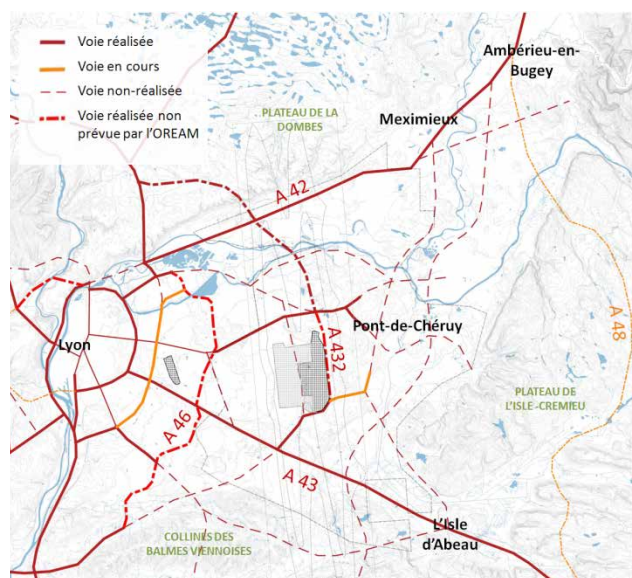 Voie réalisée
Voie en cours
Voie non-réalisée
Voie réalisée non
prévue par l'OREAM
Ambérieu-en-
Bugey
PLATEAU DE LA
DOMBES
Meximieux
A 42
Pont-de-Chéruy
Lyon
A 432
A 48
PLATEAU DE
L'ISLE -CREMIEU
A 46
A 43
COLLINES DES
BALMES VIENNOISES
L'Isle
d'Abeau